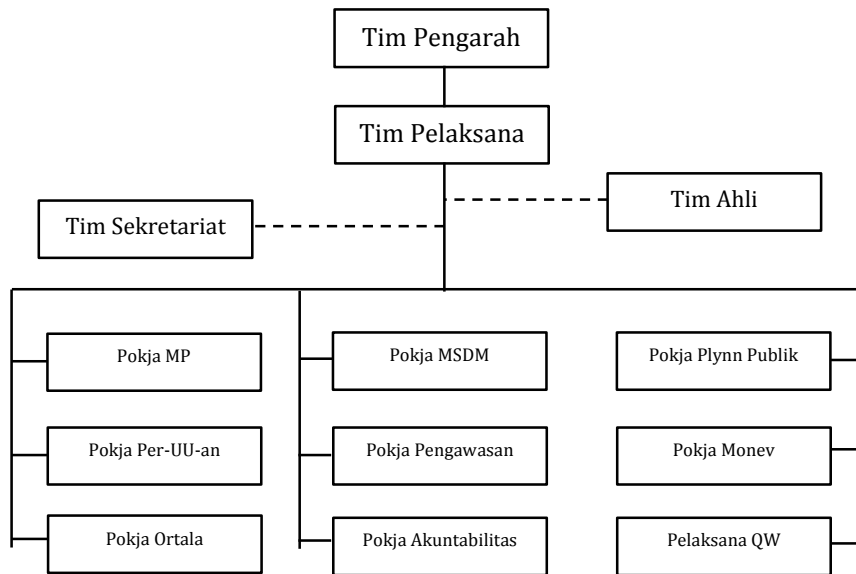 Tim Pengarah
Tim Pelaksana
Tim Ahli
Tim Sekretariat
Pokja MP
Pokja MSDM
Pokja Plynn Publik
Pokja Per-UU-an
Pokja Pengawasan
Pokja Monev
Pokja Ortala
Pokja Akuntabilitas
Pelaksana QW